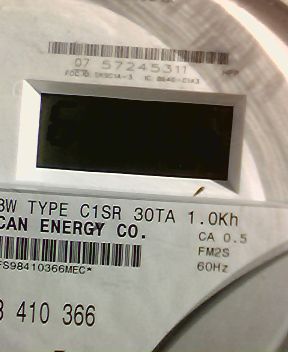 07 57245311
3W TYPE C1SR 30TA 1.0Kh
CAN ENERGY CO.
CA 0.5
FM2S
60Hz
FS98410366MEC*
8 410 366